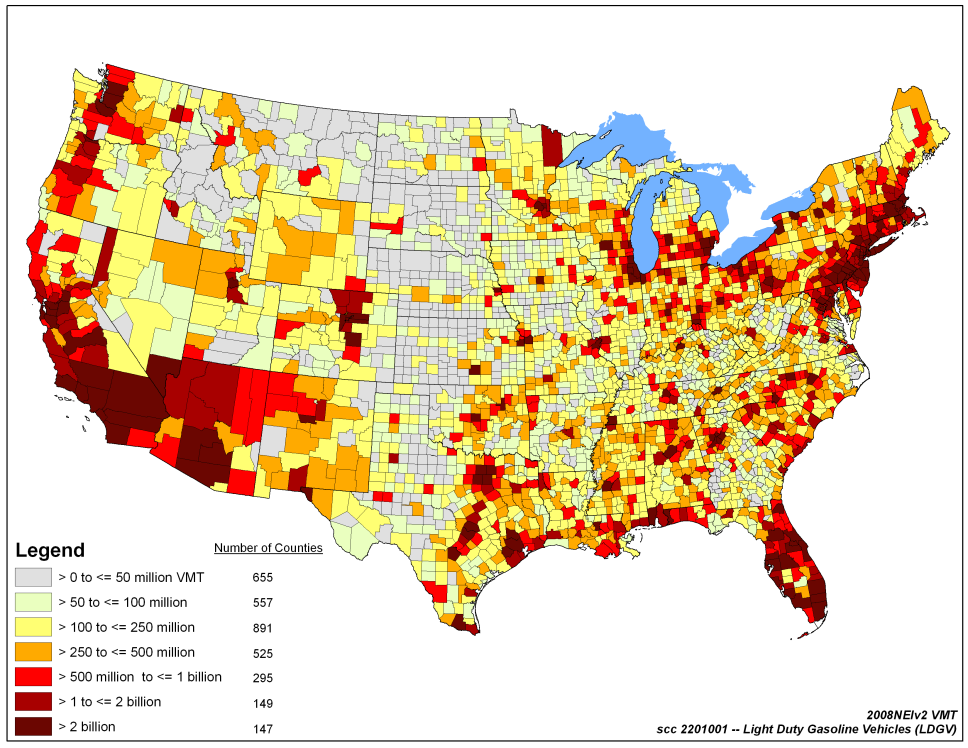 Legend
Number of Counties
> 0 to <= 50 million VMT 655
> 50 to <= 100 million 557
> 100 to <= 250 million 891
> 250 to <= 500 million 525
> 500 million to <= 1 billion 295
> 1 to <= 2 billion 149
> 2 billion 147
2008NEIv2 VMT
scc 2201001 -- Light Duty Gasoline Vehicles (LDGV)